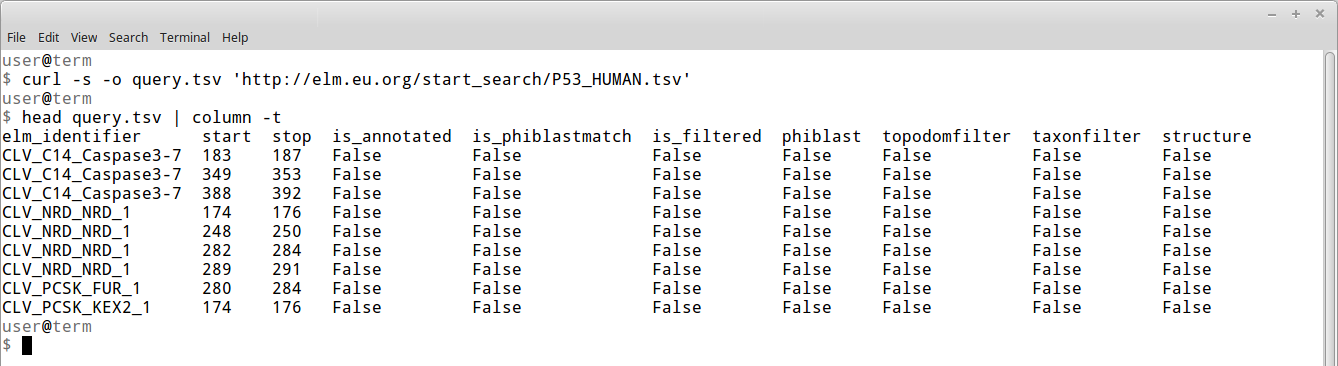 File Edit View Search Terminal Help
user@term
$ curl -s -o query.tsv 'http://elm.eu.org/start_search/P53_HUMAN.tsv'
user@term
$ head query.tsv | column -t
elm_identifier start stop is_annotated is_phiblastmatch is_filtered phiblast topodomfilter taxonfilter structure
CLV_C14_Caspase3-7 183 187 False False False False False False False
CLV_C14_Caspase3-7 349 353 False False False False False False False
CLV_C14_Caspase3-7 388 392 False False False False False False False
CLV_NRD_NRD_1 174 176 False False False False False False False
CLV_NRD_NRD_1 248 250 False False False False False False False
CLV_NRD_NRD_1 282 284 False False False False False False False
CLV_NRD_NRD_1 289 291 False False False False False False False
CLV_PCSK_FUR_1 280 284 False False False False False False False
CLV_PCSK_KEX2_1 174 176 False False False False False False False
user@term
$